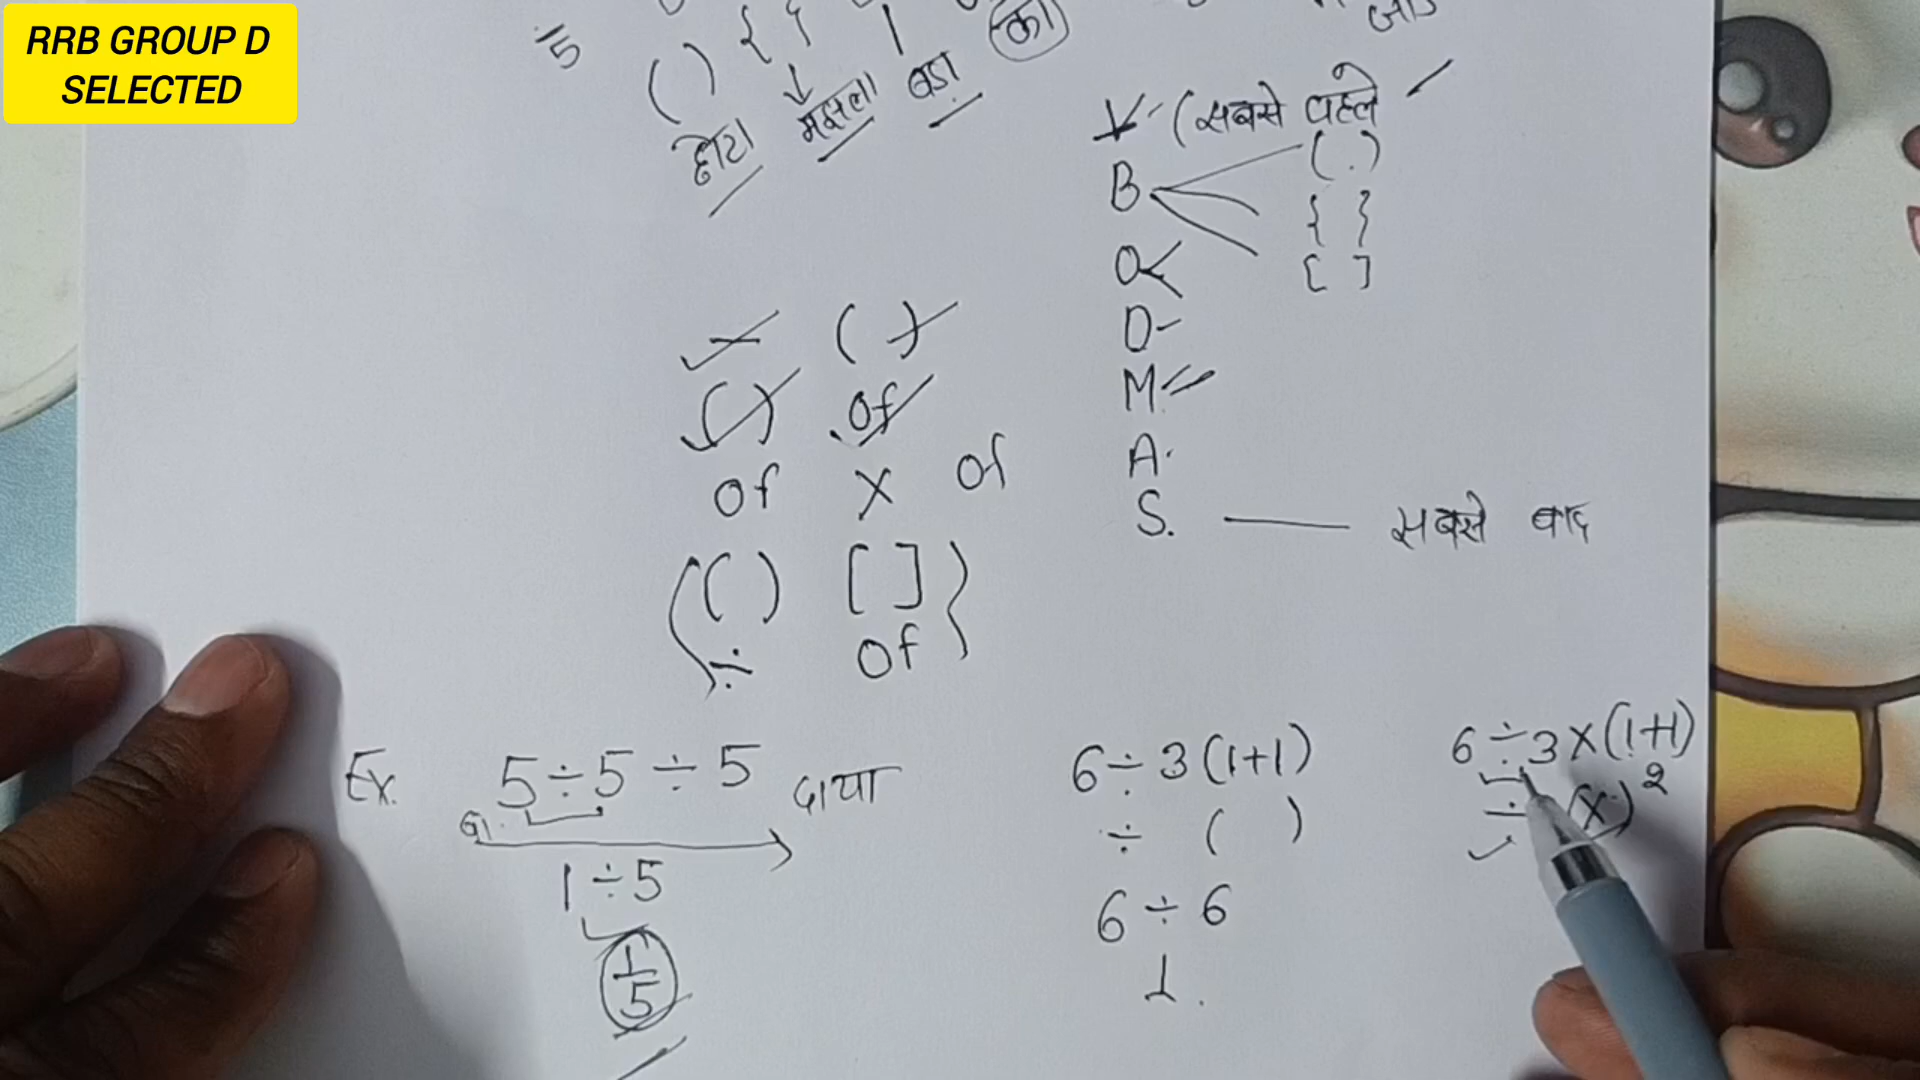 RRB GROUP D
SELECTED
÷5
( ) { } | (का)
छोटा मझला बड़ा
V - (सबसे पहले
B ( )
{ }
[ ]
O
D
M
A
S. — सबसे बाद
— ( )
( ) of
of × of
( ) [ ]
÷ of
Ex. 5÷5÷5 दाया
बा.
1÷5
1/5
6÷3(1+1)
÷ ( )
6÷6
1.
6÷3×(1+1)
÷ (×) 2